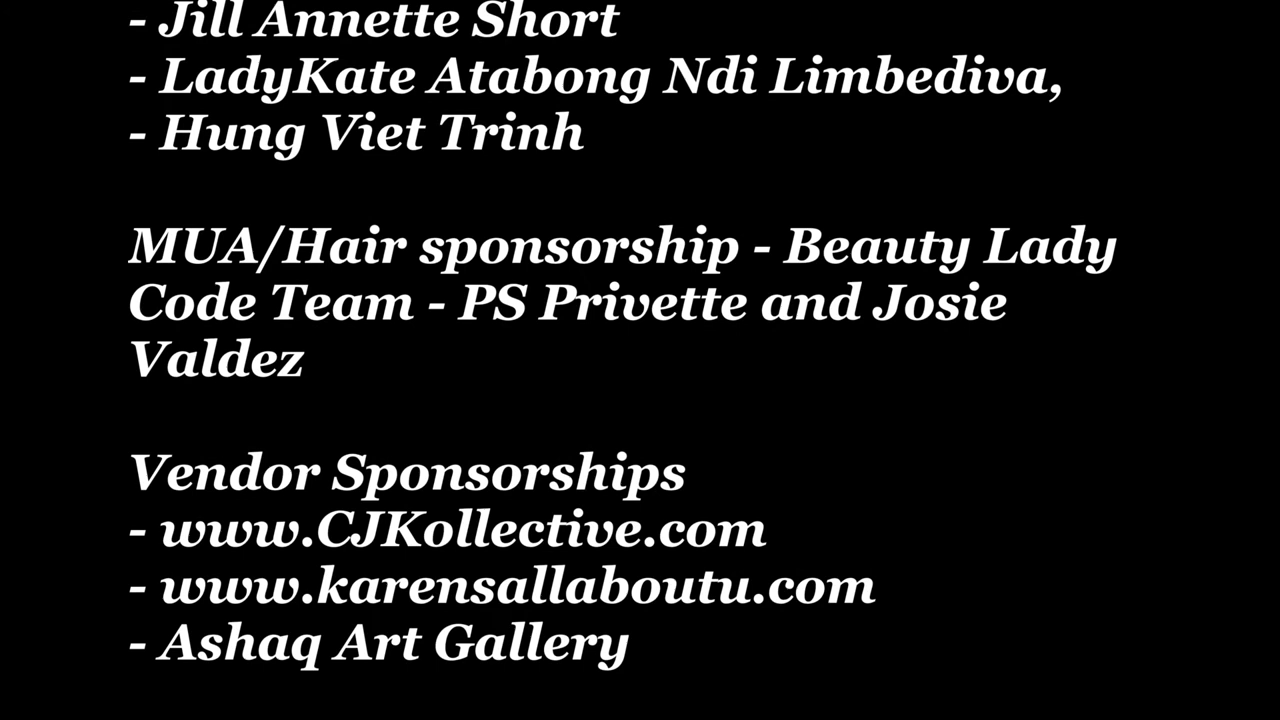 - Jill Annette Short
- LadyKate Atabong Ndi Limbediva,
- Hung Viet Trinh
MUA/Hair sponsorship - Beauty Lady
Code Team - PS Privette and Josie
Valdez
Vendor Sponsorships
- www.CJKollective.com
- www.karensallaboutu.com
- Ashaq Art Gallery